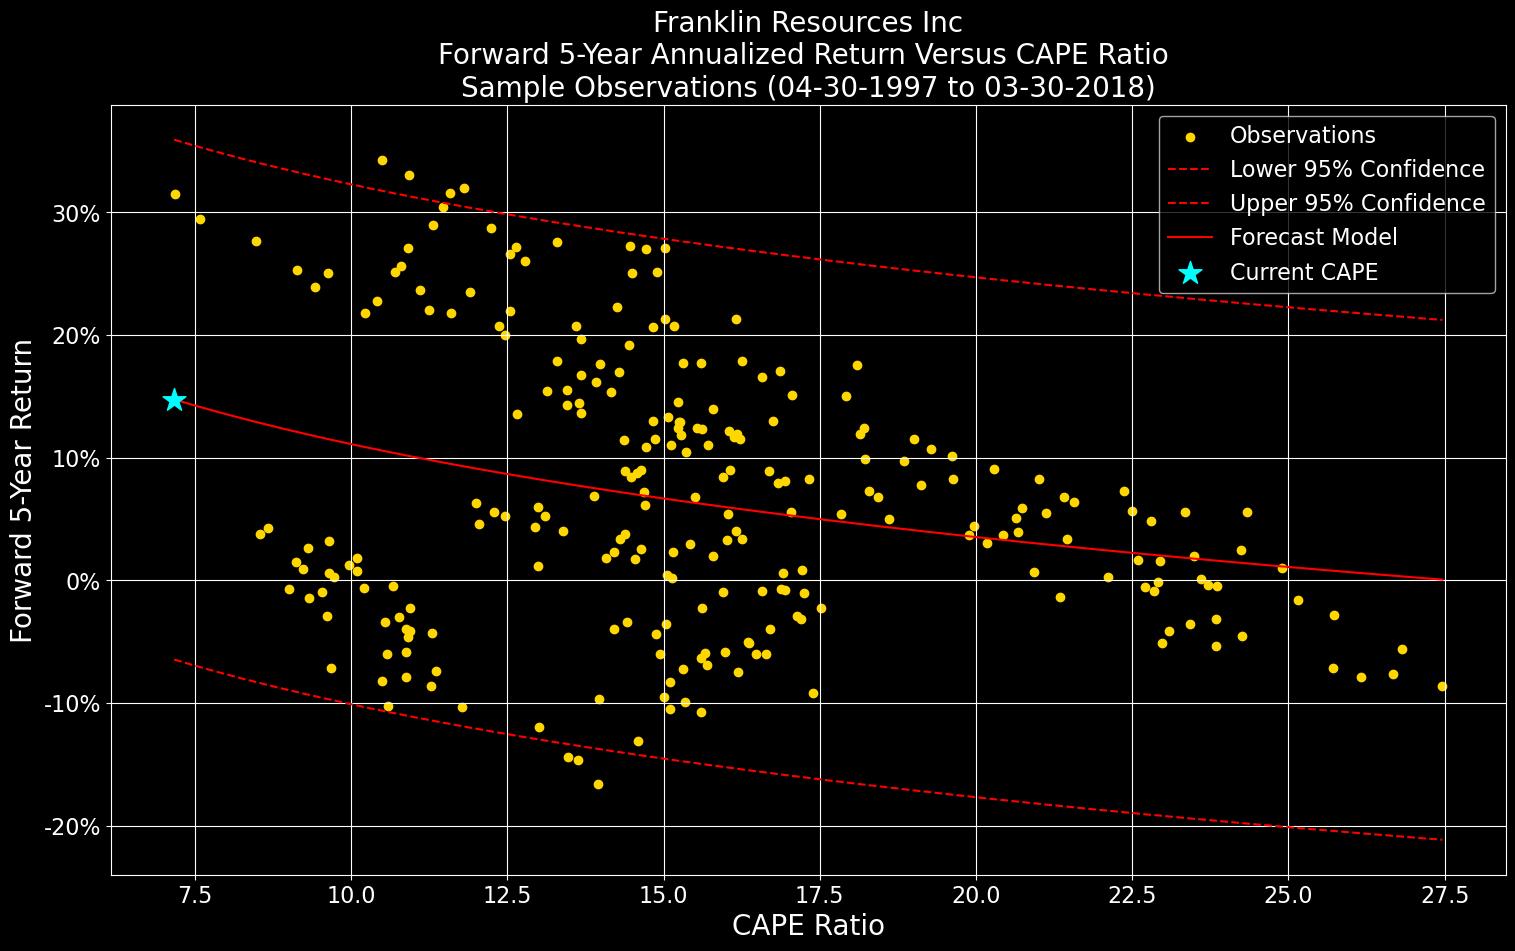 Franklin Resources Inc
Forward 5-Year Annualized Return Versus CAPE Ratio
Sample Observations (04-30-1997 to 03-30-2018)
Observations
Lower 95% Confidence
Upper 95% Confidence
Forecast Model
Current CAPE
Forward 5-Year Return
30%
20%
10%
0%
-10%
-20%
7.5 10.0 12.5 15.0 17.5 20.0 22.5 25.0 27.5
CAPE Ratio